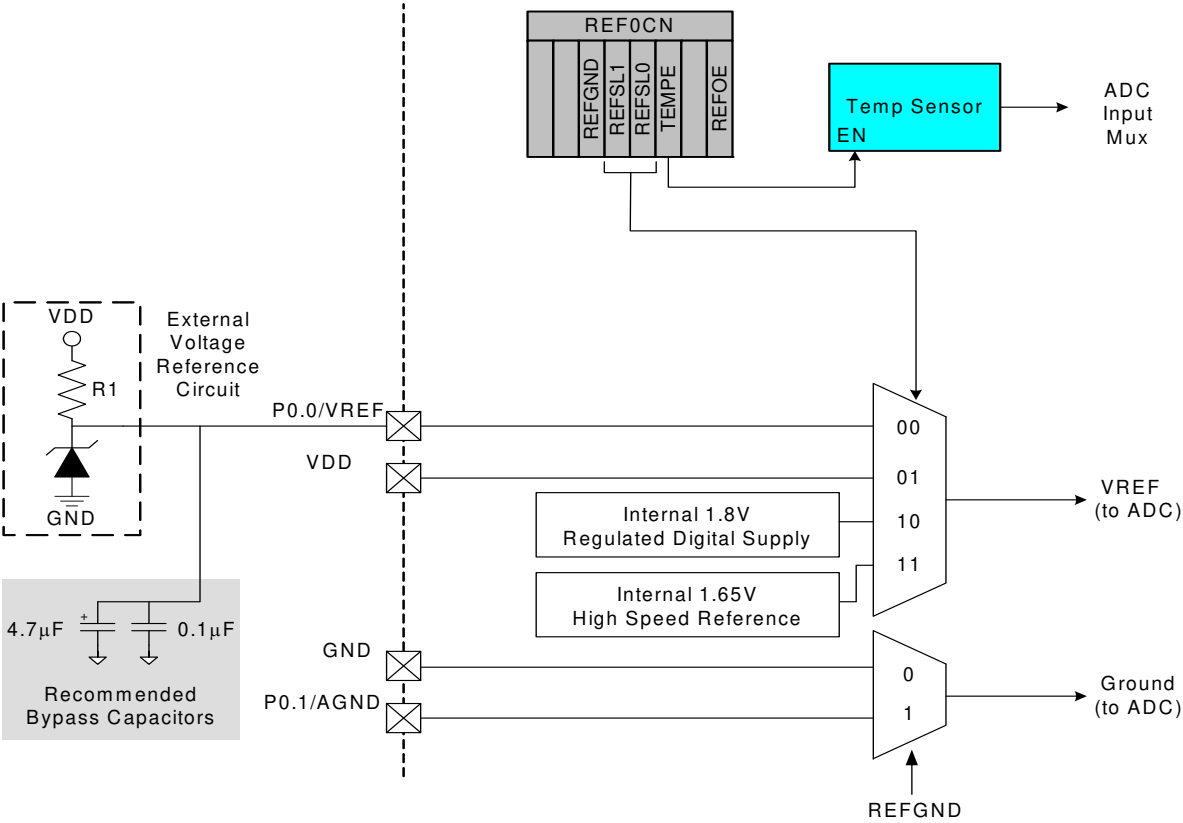 REF0CN
REFGND
REFSL1
REFSL0
TEMPE
REFOE
Temp Sensor
EN
ADC
Input
Mux
VDD
R1
GND
External
Voltage
Reference
Circuit
P0.0/VREF
VDD
00
01
10
11
Internal 1.8V
Regulated Digital Supply
Internal 1.65V
High Speed Reference
VREF
(to ADC)
4.7µF
+
0.1µF
Recommended
Bypass Capacitors
GND
P0.1/AGND
0
1
Ground
(to ADC)
REFGND